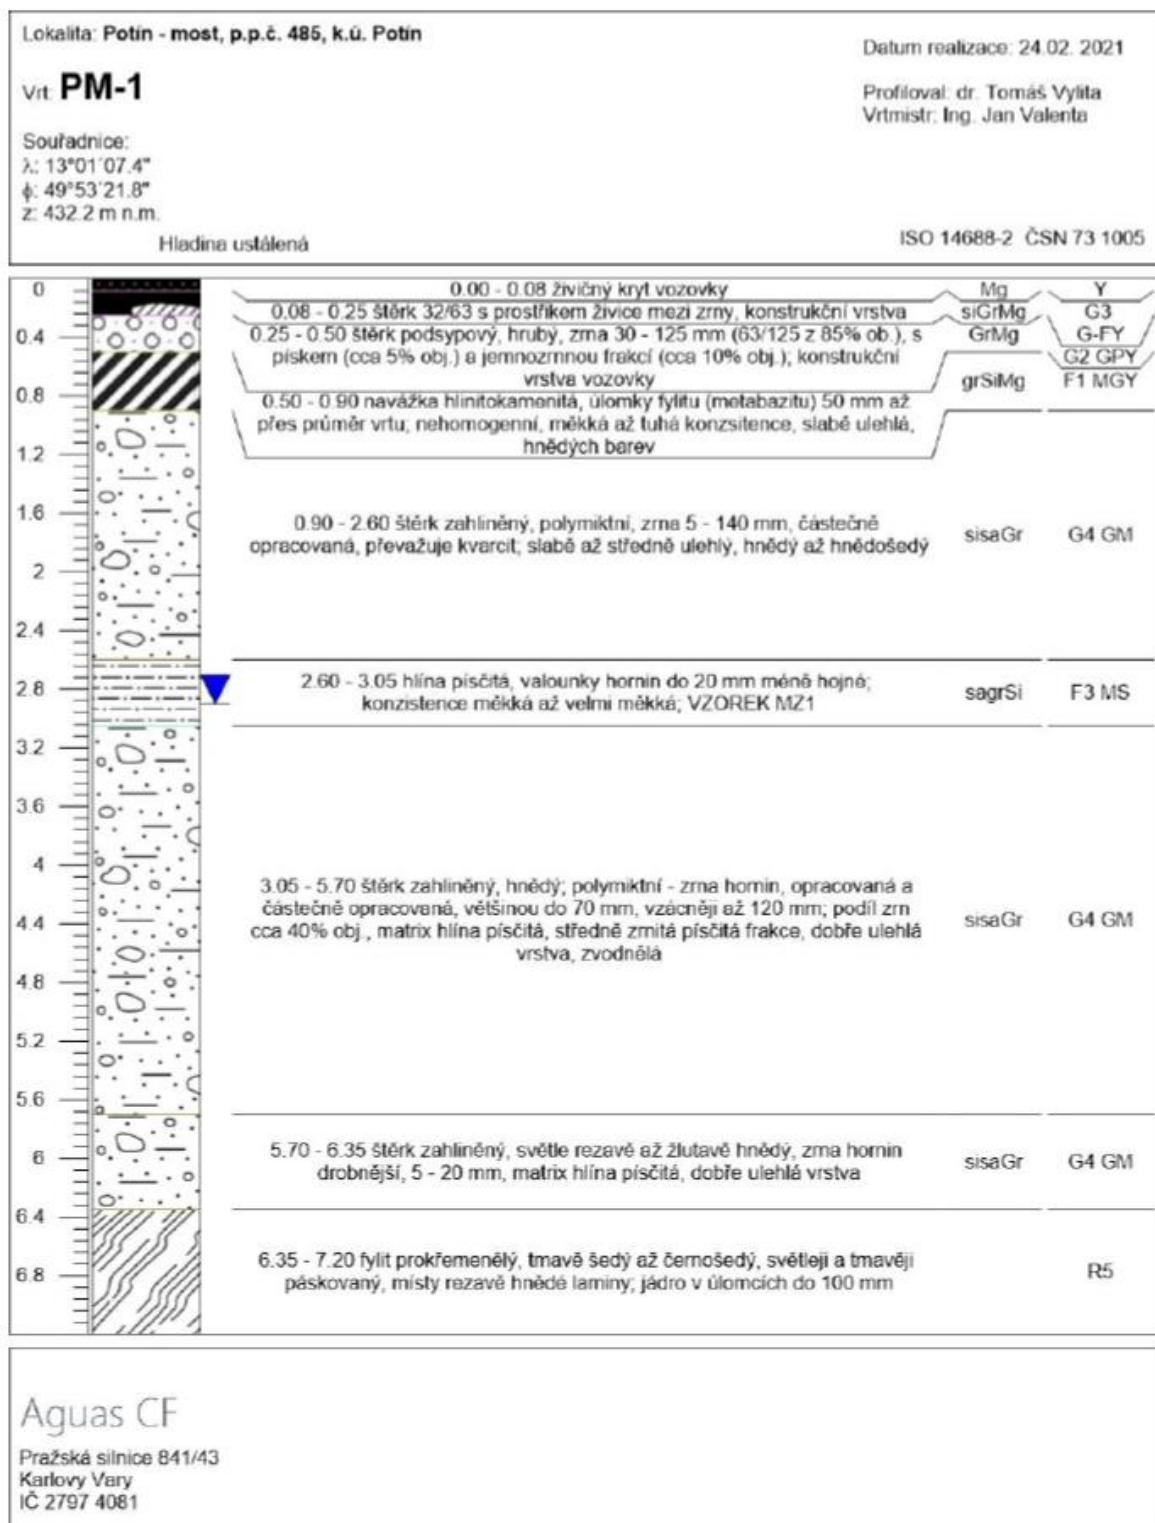 Lokalita: Potín - most, p.p.č. 485, k.ú. Potín
Datum realizace: 24.02. 2021
Vrt: PM-1
Profiloval: dr. Tomáš Vylita
Vrtmistr: Ing. Jan Valenta
Souřadnice:
λ: 13°01´07.4"
ϕ: 49°53´21.8"
z: 432.2 m n.m.
Hladina ustálená
ISO 14688-2 ČSN 73 1005
0
0.00 - 0.08 živičný kryt vozovky Mg Y
0.08 - 0.25 štěrk 32/63 s prostřikem živice mezi zrny, konstrukční vrstva siGrMg G3
0.4
0.25 - 0.50 štěrk podsypový, hrubý, zrna 30 - 125 mm (63/125 z 85% ob.), s GrMg G-FY
pískem (cca 5% obj.) a jemnozrnnou frakcí (cca 10% obj.); konstrukční G2 GPY
vrstva vozovky grSiMg F1 MGY
0.8
0.50 - 0.90 navážka hlinitokamenitá, úlomky fylitu (metabazitu) 50 mm až
přes průměr vrtu; nehomogenní, měkká až tuhá konzsitence, slabě ulehlá,
hnědých barev
1.2
1.6
0.90 - 2.60 štěrk zahliněný, polymiktní, zrna 5 - 140 mm, částečně
opracovaná, převažuje kvarcit; slabě až středně ulehlý, hnědý až hnědošedý sisaGr G4 GM
2
2.4
2.8
2.60 - 3.05 hlína písčitá, valounky hornin do 20 mm méně hojné;
konzistence měkká až velmi měkká; VZOREK MZ1 sagrSi F3 MS
3.2
3.6
4
3.05 - 5.70 štěrk zahliněný, hnědý; polymiktní - zrna hornin, opracovaná a
částečně opracovaná, většinou do 70 mm, vzácněji až 120 mm; podíl zrn
cca 40% obj., matrix hlína písčitá, středně zrnitá písčitá frakce, dobře ulehlá sisaGr G4 GM
vrstva, zvodnělá
4.4
4.8
5.2
5.6
5.70 - 6.35 štěrk zahliněný, světle rezavě až žlutavě hnědý, zrna hornin
drobnější, 5 - 20 mm, matrix hlína písčitá, dobře ulehlá vrstva sisaGr G4 GM
6
6.4
6.35 - 7.20 fylit prokřemenělý, tmavě šedý až černošedý, světleji a tmavěji
páskovaný, místy rezavě hnědé laminy; jádro v úlomcích do 100 mm R5
6.8
Aguas CF
Pražská silnice 841/43
Karlovy Vary
IČ 2797 4081